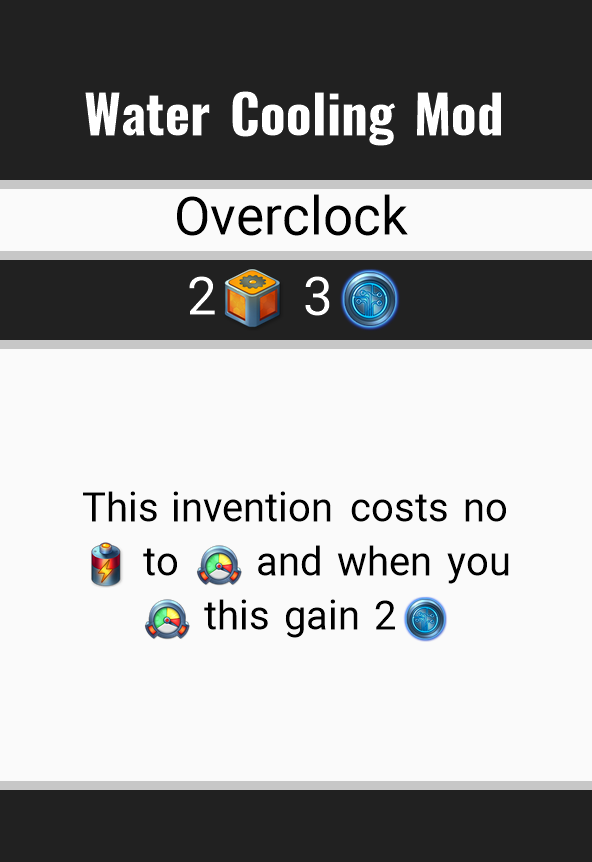 Water Cooling Mod
Overclock
2 3
This invention costs no
to and when you
this gain 2